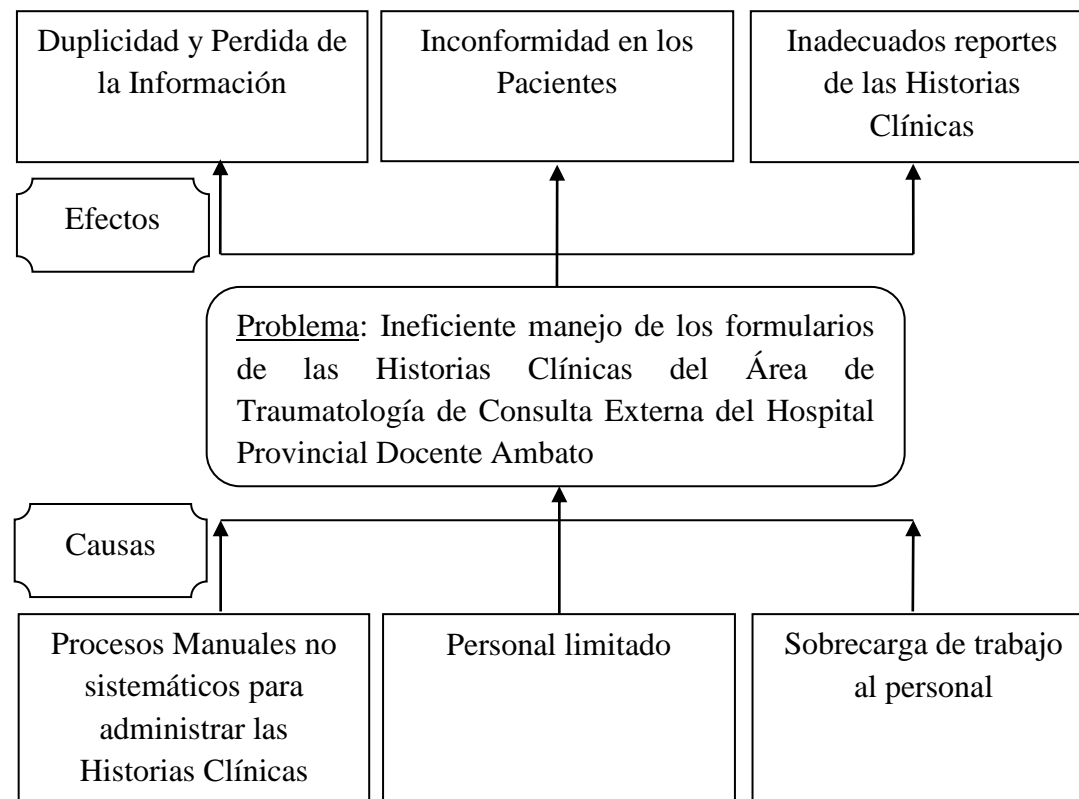 Duplicidad y Perdida de
la Información
Inconformidad en los
Pacientes
Inadecuados reportes
de las Historias
Clínicas
Efectos
Problema: Ineficiente manejo de los formularios
de las Historias Clínicas del Área de
Traumatología de Consulta Externa del Hospital
Provincial Docente Ambato
Causas
Procesos Manuales no
sistemáticos para
administrar las
Historias Clínicas
Personal limitado
Sobrecarga de trabajo
al personal